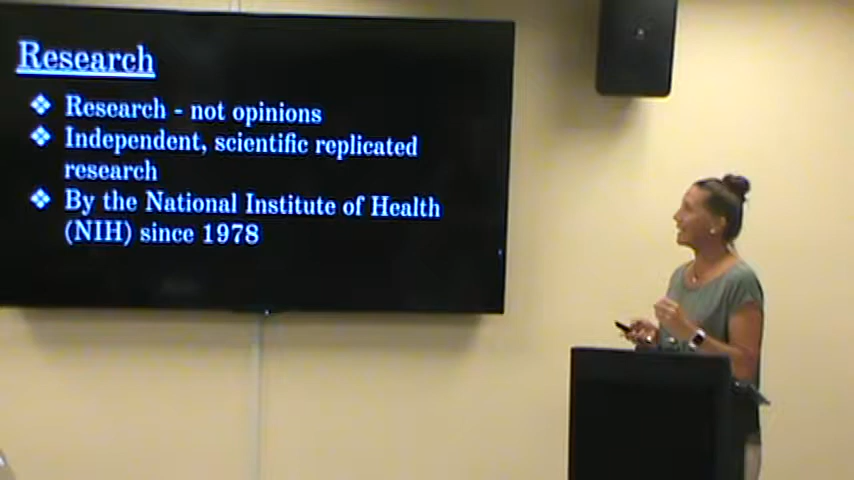 Research
Research - not opinions
Independent, scientific replicated
research
By the National Institute of Health
(NIH) since 1978